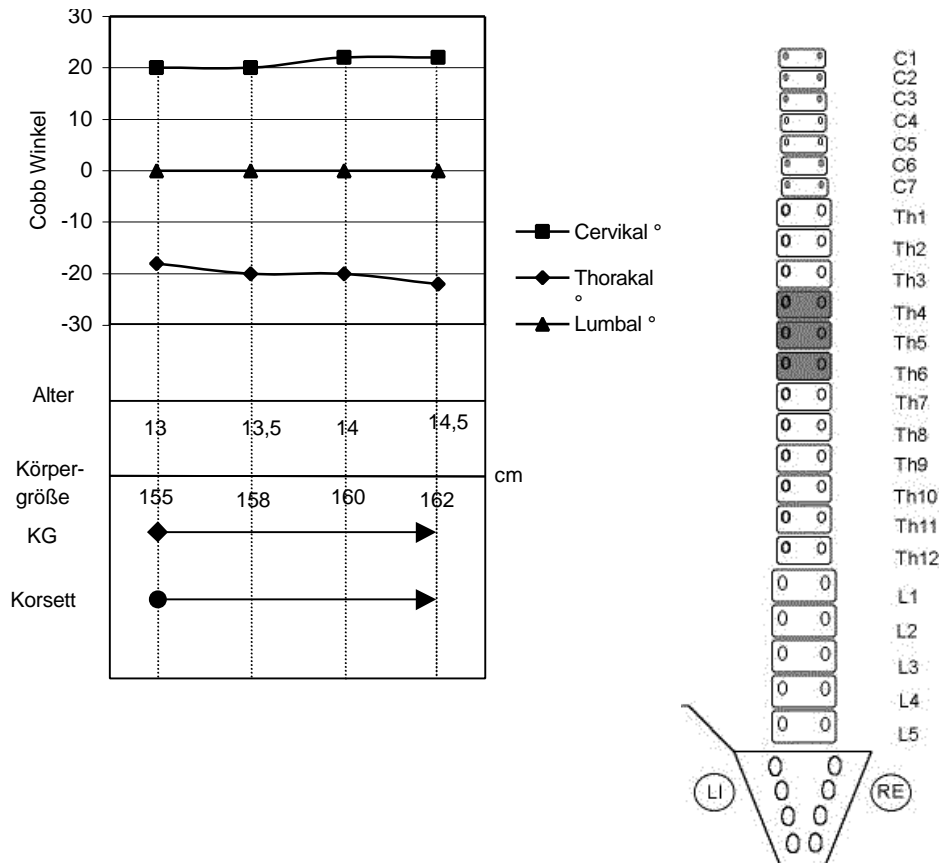 30
20
10
0
-10
-20
-30
Cobb Winkel
Cervikal °
Thorakal
°
Lumbal °
Alter
13
13,5
14
14,5
Körper-
größe
155
158
160
162
cm
KG
Korsett
C1
C2
C3
C4
C5
C6
C7
Th1
Th2
Th3
Th4
Th5
Th6
Th7
Th8
Th9
Th10
Th11
Th12
L1
L2
L3
L4
L5
LI
RE